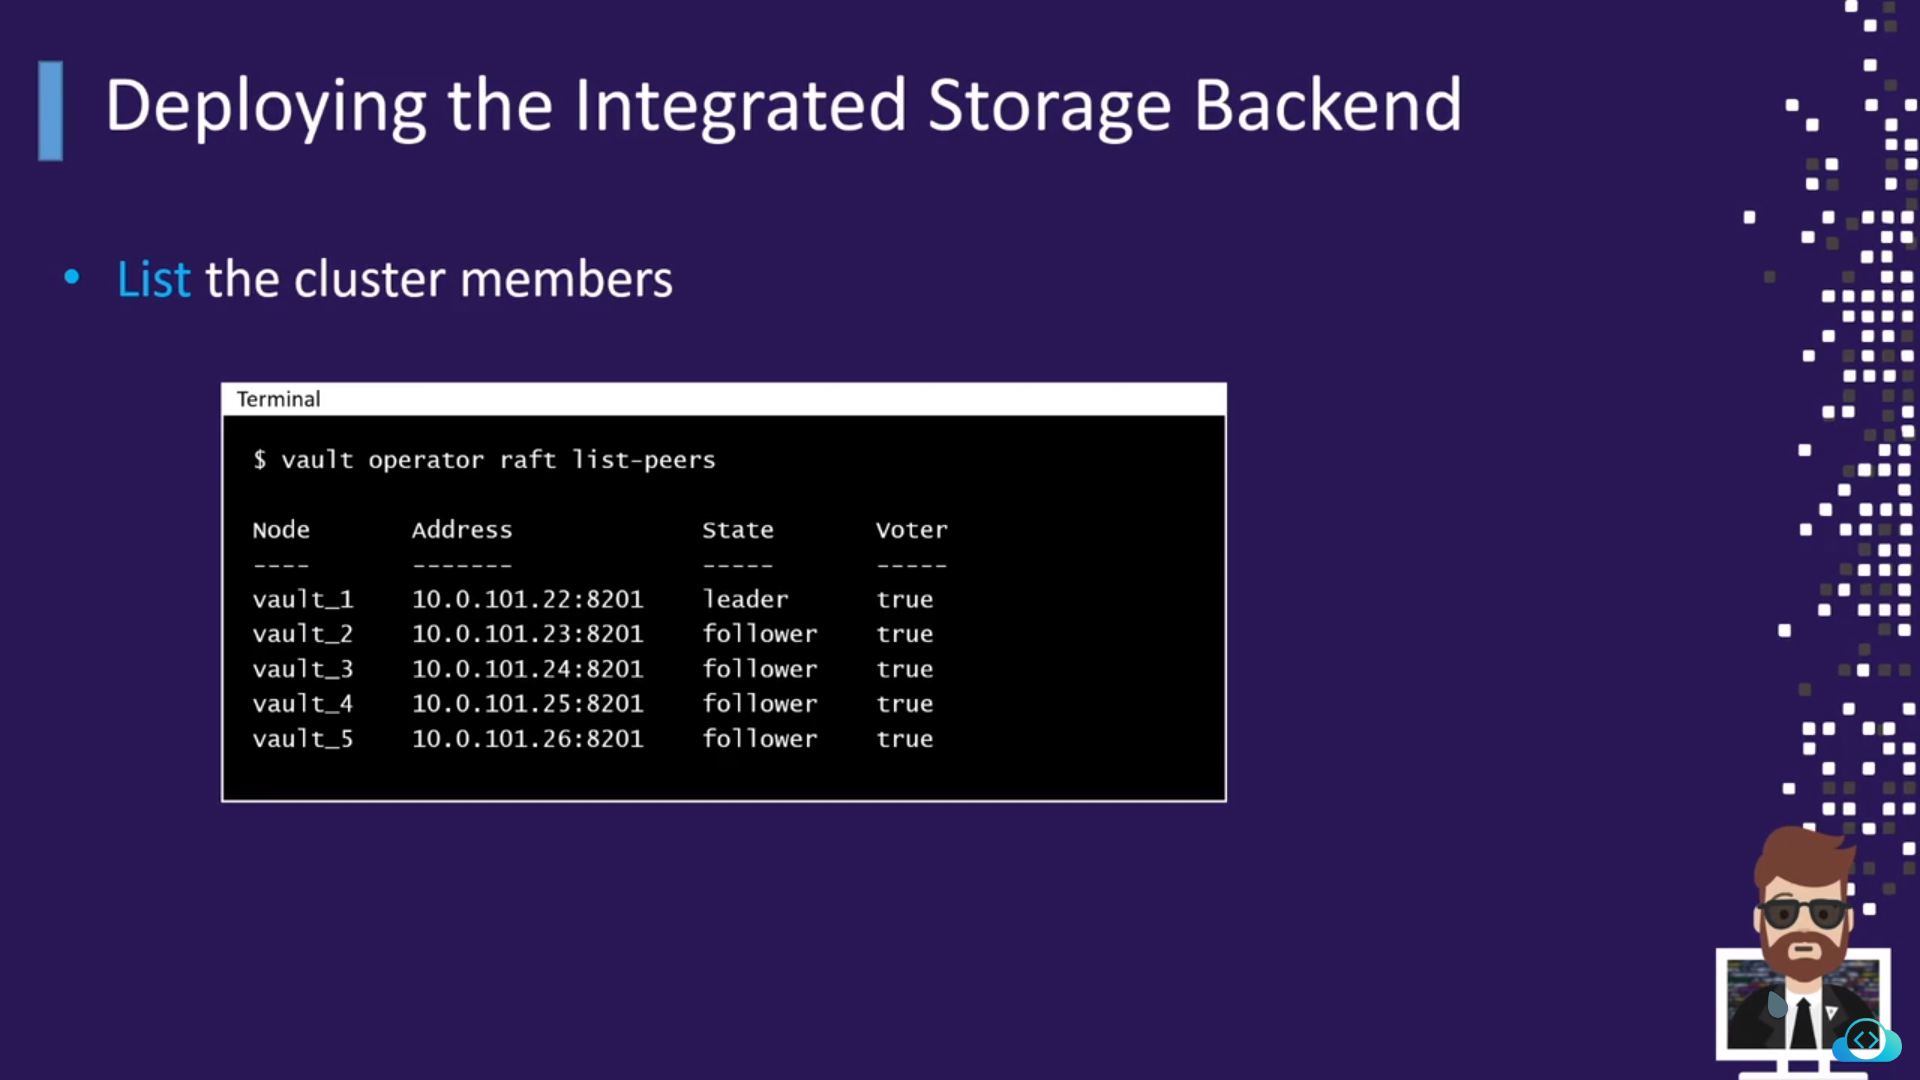 Deploying the Integrated Storage Backend
• List the cluster members
Terminal
$ vault operator raft list-peers
Node Address State Voter
---- ------- ----- -----
vault_1 10.0.101.22:8201 leader true
vault_2 10.0.101.23:8201 follower true
vault_3 10.0.101.24:8201 follower true
vault_4 10.0.101.25:8201 follower true
vault_5 10.0.101.26:8201 follower true